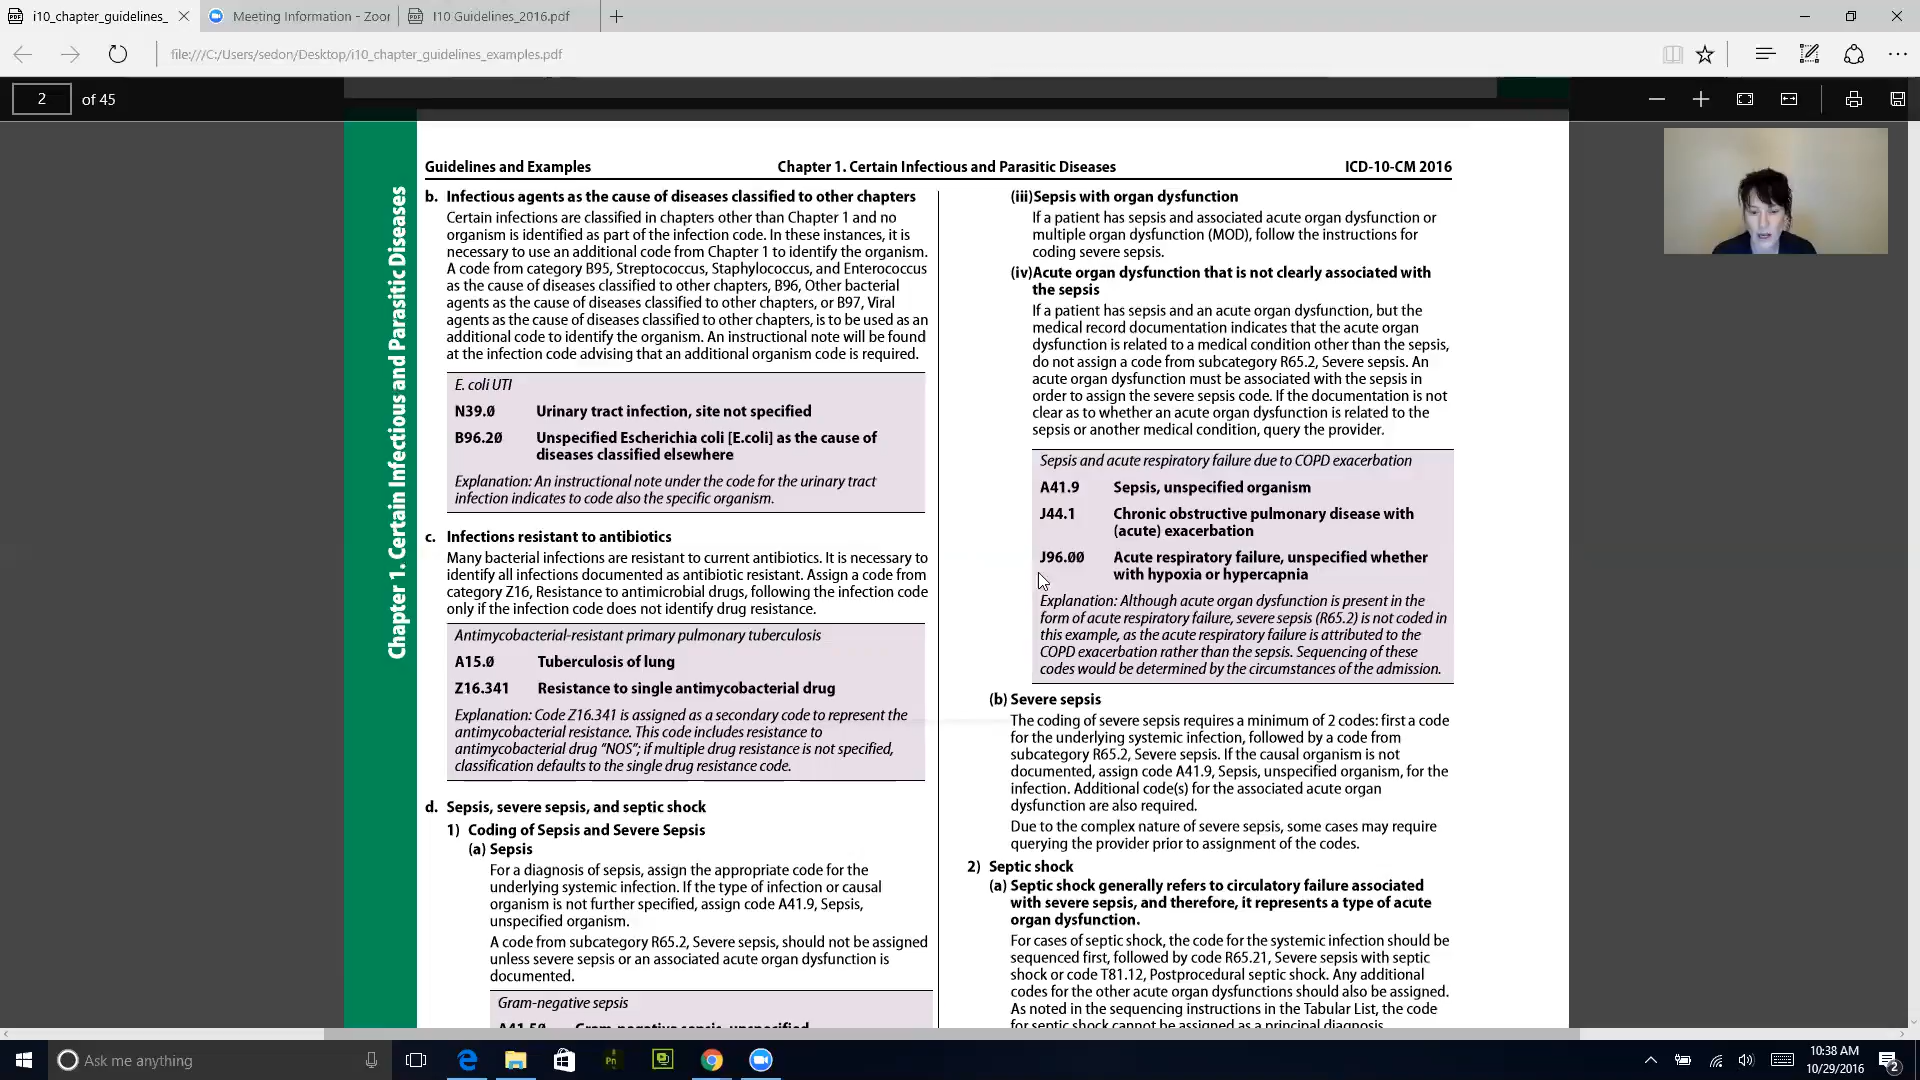 i10_chapter_guidelines_
Meeting Information - Zoor
I10 Guidelines_2016.pdf
file:///C:/Users/sedon/Desktop/i10_chapter_guidelines_examples.pdf
2 of 45
Chapter 1. Certain Infectious and Parasitic Diseases
Guidelines and Examples
Chapter 1. Certain Infectious and Parasitic Diseases
ICD-10-CM 2016
b. Infectious agents as the cause of diseases classified to other chapters
Certain infections are classified in chapters other than Chapter 1 and no
organism is identified as part of the infection code. In these instances, it is
necessary to use an additional code from Chapter 1 to identify the organism.
A code from category B95, Streptococcus, Staphylococcus, and Enterococcus
as the cause of diseases classified to other chapters, B96, Other bacterial
agents as the cause of diseases classified to other chapters, or B97, Viral
agents as the cause of diseases classified to other chapters, is to be used as an
additional code to identify the organism. An instructional note will be found
at the infection code advising that an additional organism code is required.
E. coli UTI
N39.0 Urinary tract infection, site not specified
B96.20 Unspecified Escherichia coli [E.coli] as the cause of
diseases classified elsewhere
Explanation: An instructional note under the code for the urinary tract
infection indicates to code also the specific organism.
c. Infections resistant to antibiotics
Many bacterial infections are resistant to current antibiotics. It is necessary to
identify all infections documented as antibiotic resistant. Assign a code from
category Z16, Resistance to antimicrobial drugs, following the infection code
only if the infection code does not identify drug resistance.
Antimycobacterial-resistant primary pulmonary tuberculosis
A15.0 Tuberculosis of lung
Z16.341 Resistance to single antimycobacterial drug
Explanation: Code Z16.341 is assigned as a secondary code to represent the
antimycobacterial resistance. This code includes resistance to
antimycobacterial drug "NOS"; if multiple drug resistance is not specified,
classification defaults to the single drug resistance code.
d. Sepsis, severe sepsis, and septic shock
1) Coding of Sepsis and Severe Sepsis
(a) Sepsis
For a diagnosis of sepsis, assign the appropriate code for the
underlying systemic infection. If the type of infection or causal
organism is not further specified, assign code A41.9, Sepsis,
unspecified organism.
A code from subcategory R65.2, Severe sepsis, should not be assigned
unless severe sepsis or an associated acute organ dysfunction is
documented.
Gram-negative sepsis
A41.50 Gram-negative sepsis, unspecified
(iii)Sepsis with organ dysfunction
If a patient has sepsis and associated acute organ dysfunction or
multiple organ dysfunction (MOD), follow the instructions for
coding severe sepsis.
(iv)Acute organ dysfunction that is not clearly associated with
the sepsis
If a patient has sepsis and an acute organ dysfunction, but the
medical record documentation indicates that the acute organ
dysfunction is related to a medical condition other than the sepsis,
do not assign a code from subcategory R65.2, Severe sepsis. An
acute organ dysfunction must be associated with the sepsis in
order to assign the severe sepsis code. If the documentation is not
clear as to whether an acute organ dysfunction is related to the
sepsis or another medical condition, query the provider.
Sepsis and acute respiratory failure due to COPD exacerbation
A41.9 Sepsis, unspecified organism
J44.1 Chronic obstructive pulmonary disease with
(acute) exacerbation
J96.00 Acute respiratory failure, unspecified whether
with hypoxia or hypercapnia
Explanation: Although acute organ dysfunction is present in the
form of acute respiratory failure, severe sepsis (R65.2) is not coded in
this example, as the acute respiratory failure is attributed to the
COPD exacerbation rather than the sepsis. Sequencing of these
codes would be determined by the circumstances of the admission.
(b) Severe sepsis
The coding of severe sepsis requires a minimum of 2 codes: first a code
for the underlying systemic infection, followed by a code from
subcategory R65.2, Severe sepsis. If the causal organism is not
documented, assign code A41.9, Sepsis, unspecified organism, for the
infection. Additional code(s) for the associated acute organ
dysfunction are also required.
Due to the complex nature of severe sepsis, some cases may require
querying the provider prior to assignment of the codes.
2) Septic shock
(a) Septic shock generally refers to circulatory failure associated
with severe sepsis, and therefore, it represents a type of acute
organ dysfunction.
For cases of septic shock, the code for the systemic infection should be
sequenced first, followed by code R65.21, Severe sepsis with septic
shock or code T81.12, Postprocedural septic shock. Any additional
codes for the other acute organ dysfunctions should also be assigned.
As noted in the sequencing instructions in the Tabular List, the code
for septic shock cannot be assigned as a principal diagnosis.
Ask me anything
Pn
10:38 AM
10/29/2016
2